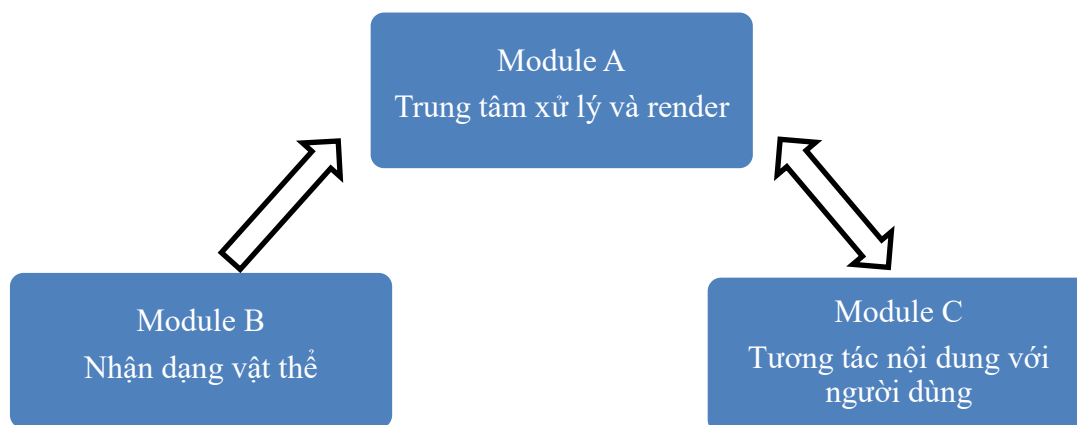 Module A
Trung tâm xử lý và render
Module B
Nhận dạng vật thể
Module C
Tương tác nội dung với
người dùng